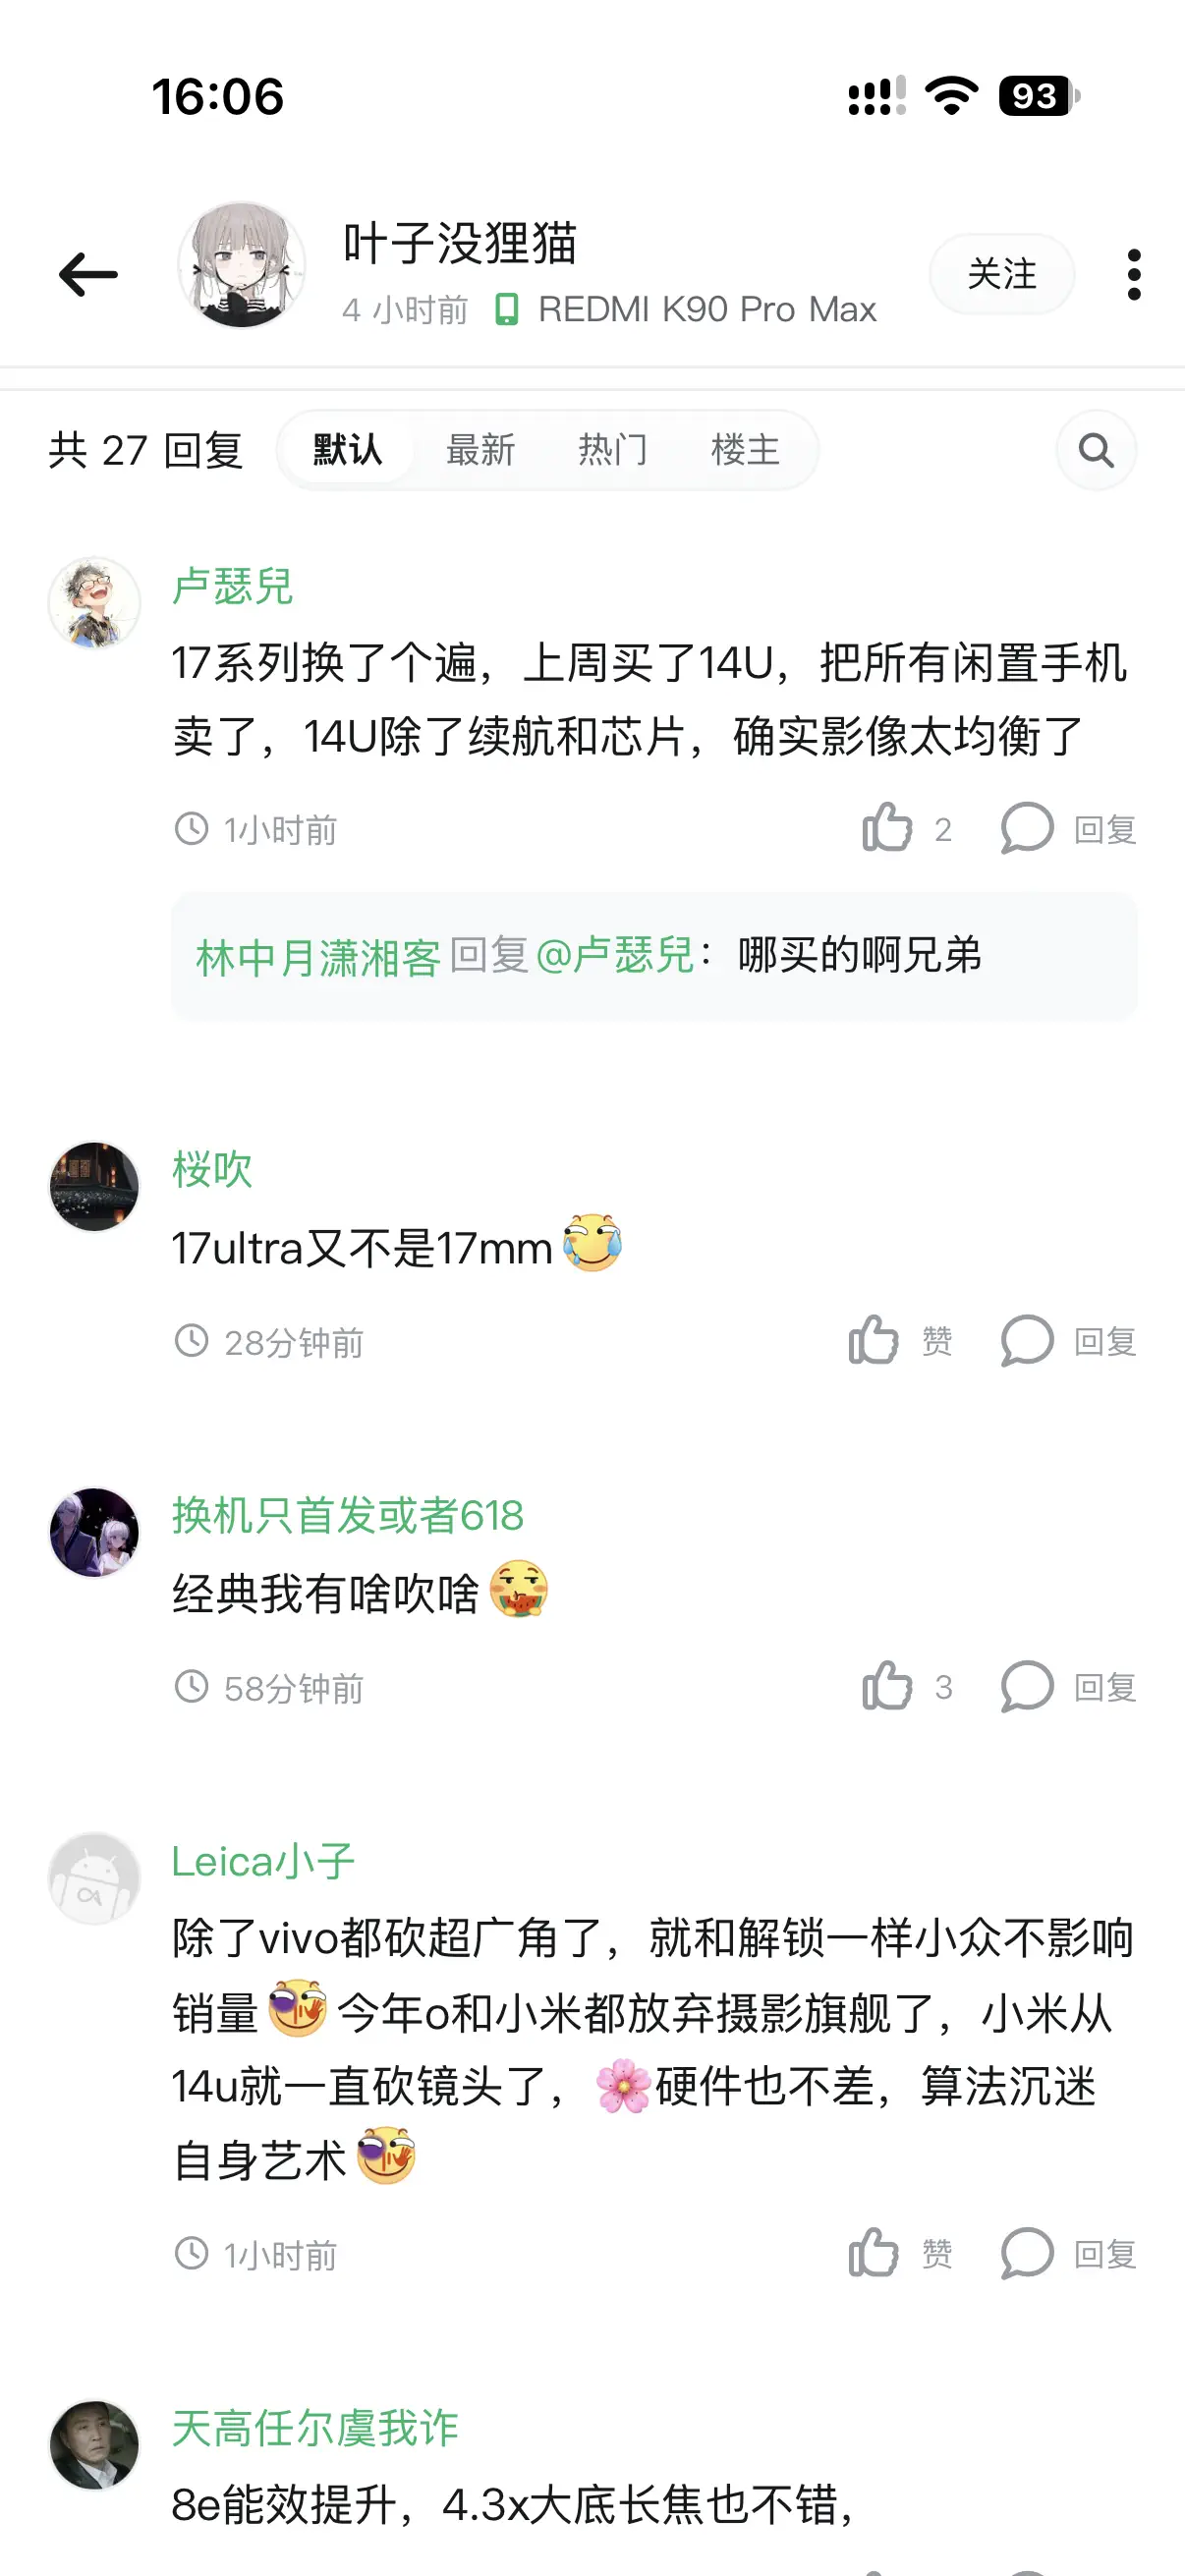 16:06
93
叶子没狸猫
4 小时前 REDMI K90 Pro Max
关注
共 27 回复 默认 最新 热门 楼主
卢瑟兒
17系列换了个遍，上周买了14U，把所有闲置手机
卖了，14U除了续航和芯片，确实影像太均衡了
1小时前 2 回复
林中月潇湘客回复@卢瑟兒：哪买的啊兄弟
桜吹
17ultra又不是17mm
28分钟前 赞 回复
换机只首发或者618
经典我有啥吹啥
58分钟前 3 回复
Leica小子
除了vivo都砍超广角了，就和解锁一样小众不影响
销量 今年o和小米都放弃摄影旗舰了，小米从
14u就一直砍镜头了，🌸硬件也不差，算法沉迷
自身艺术
1小时前 赞 回复
天高任尔虞我诈
8e能效提升，4.3x大底长焦也不错，